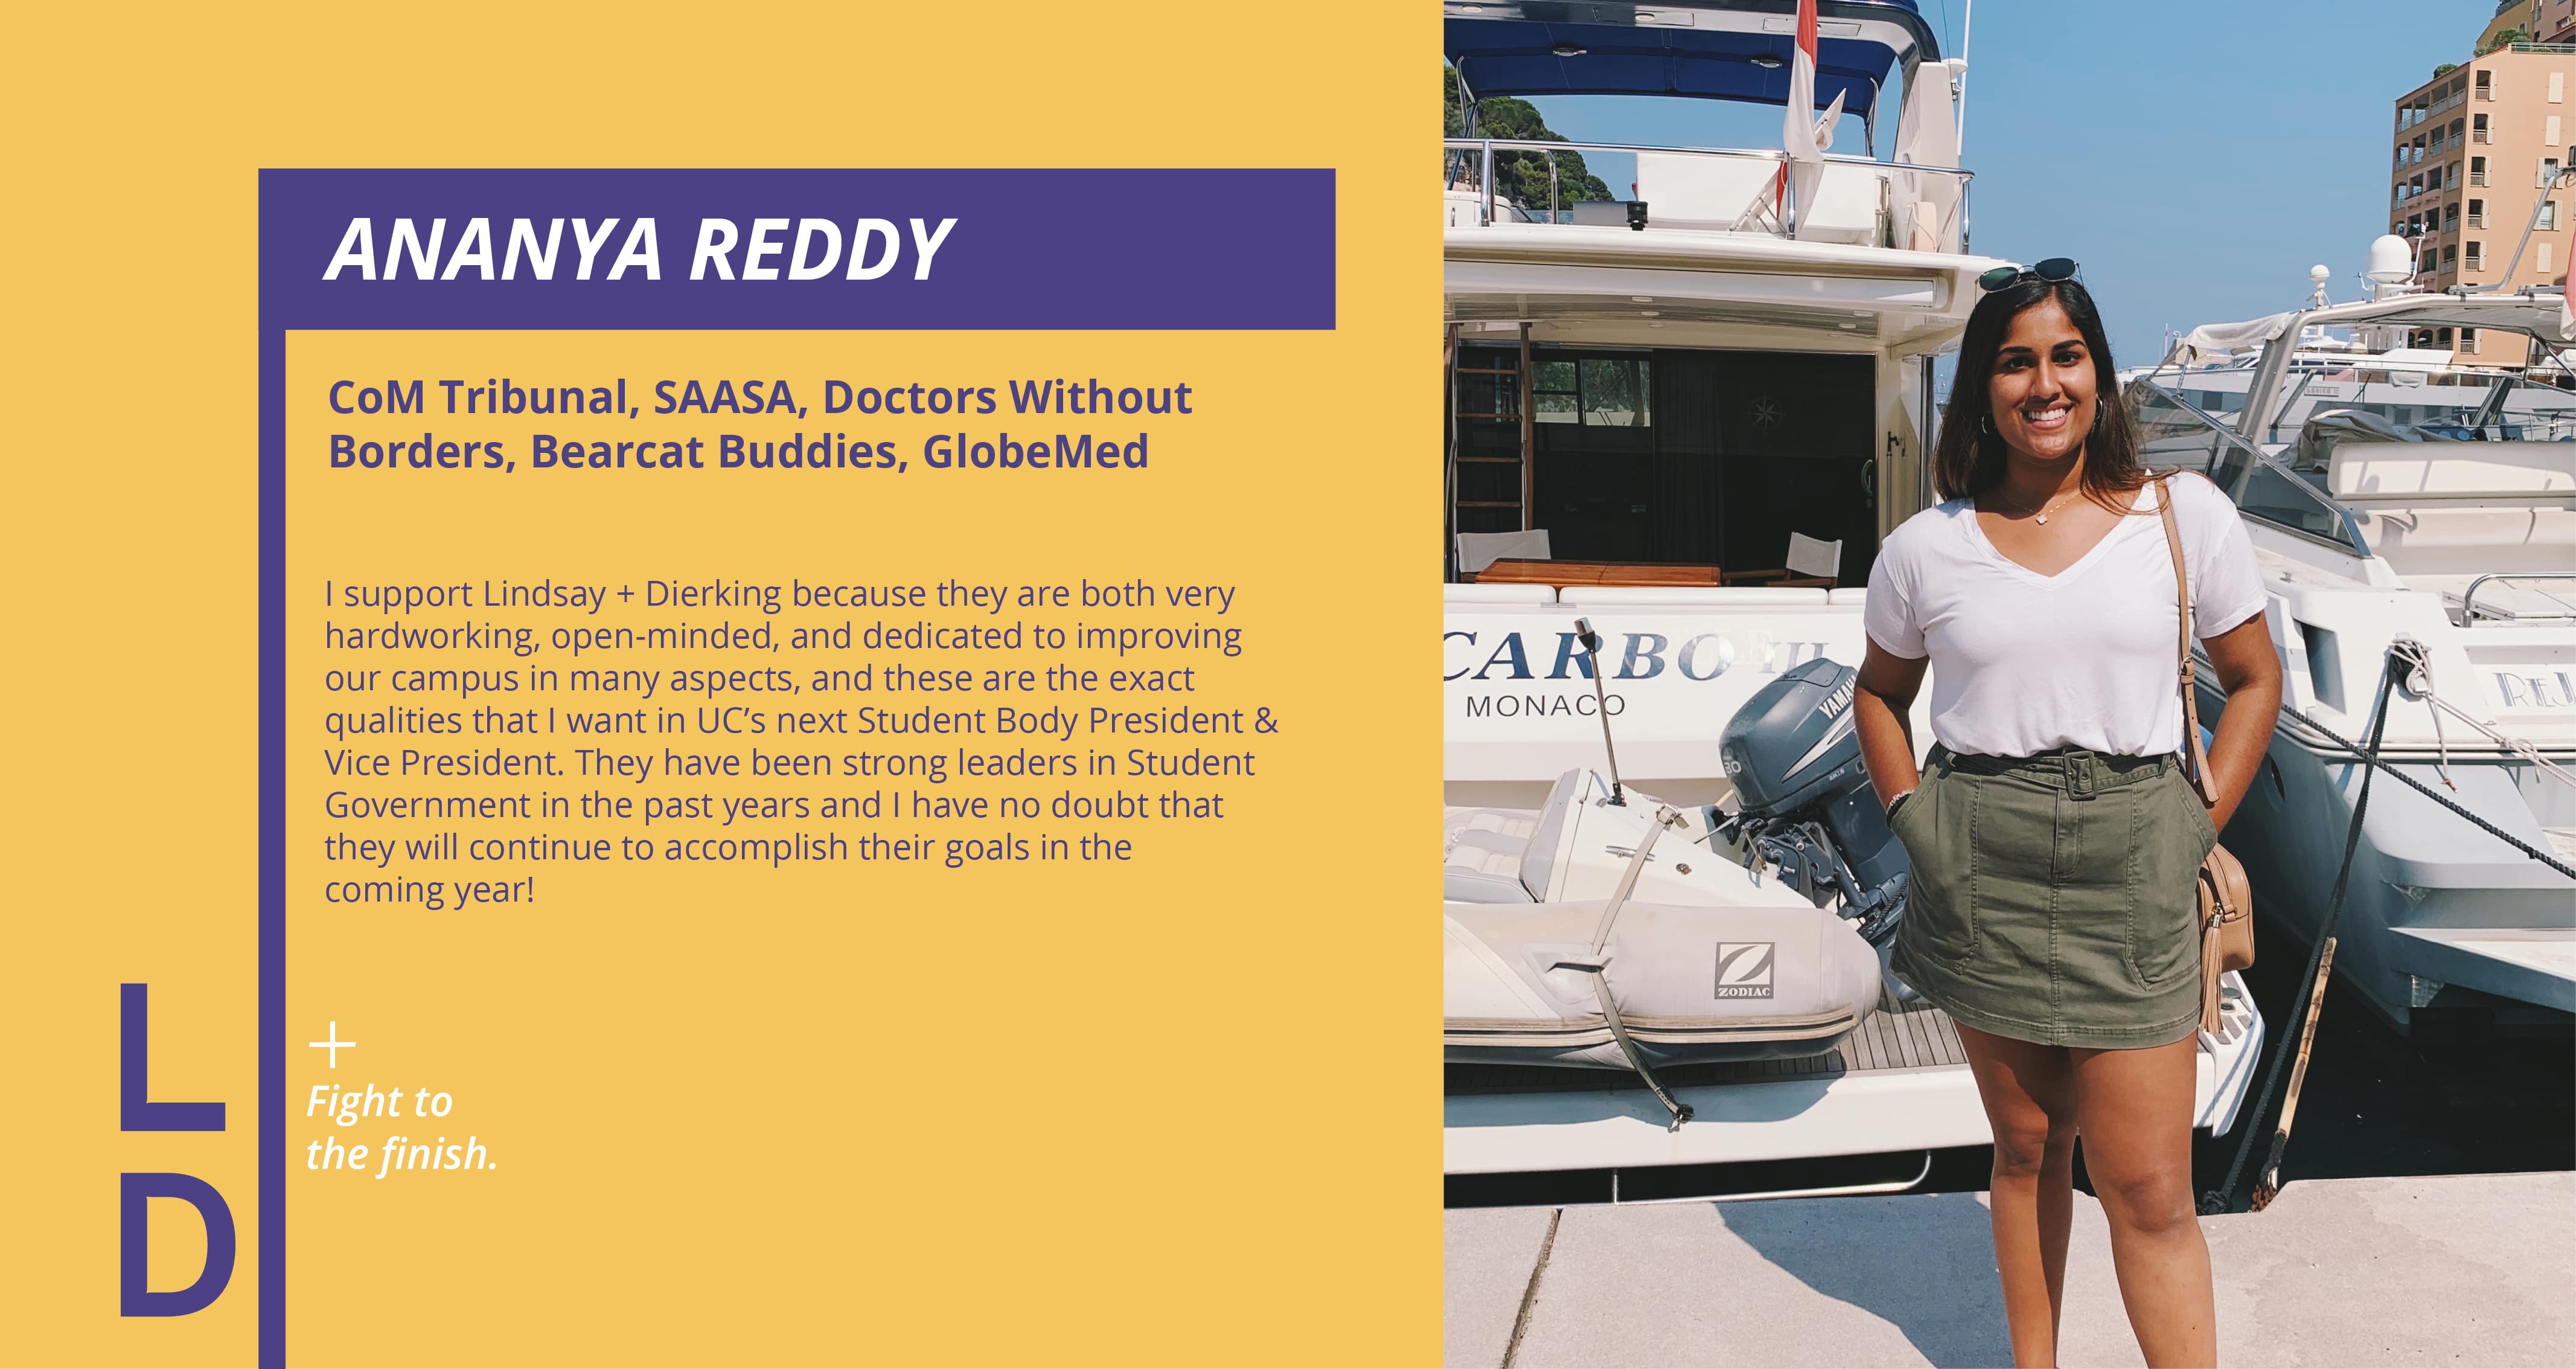 ANANYA REDDY
CoM Tribunal, SAASA, Doctors Without
Borders, Bearcat Buddies, GlobeMed
I support Lindsay + Dierking because they are both very
hardworking, open-minded, and dedicated to improving
our campus in many aspects, and these are the exact
qualities that I want in UC’s next Student Body President &
Vice President. They have been strong leaders in Student
Government in the past years and I have no doubt that
they will continue to accomplish their goals in the
coming year!
L
D
+
Fight to
the finish.
CARBO III
MONACO
YAMAHA
ZODIAC